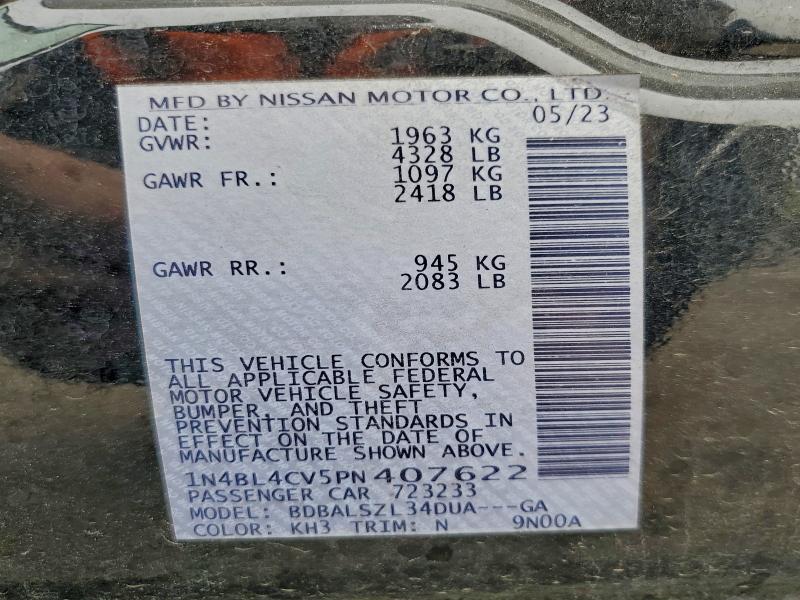 MFD BY NISSAN MOTOR CO., LTD.
DATE: 05/23
GVWR: 1963 KG
4328 LB
GAWR FR.: 1097 KG
2418 LB
GAWR RR.: 945 KG
2083 LB
THIS VEHICLE CONFORMS TO
ALL APPLICABLE FEDERAL
MOTOR VEHICLE SAFETY,
BUMPER, AND THEFT
PREVENTION STANDARDS IN
EFFECT ON THE DATE OF
MANUFACTURE SHOWN ABOVE.
1N4BL4CV5PN407622
PASSENGER CAR 723233
MODEL: BDBALSZL34DUA---GA
COLOR: KH3 TRIM: N 9N00A